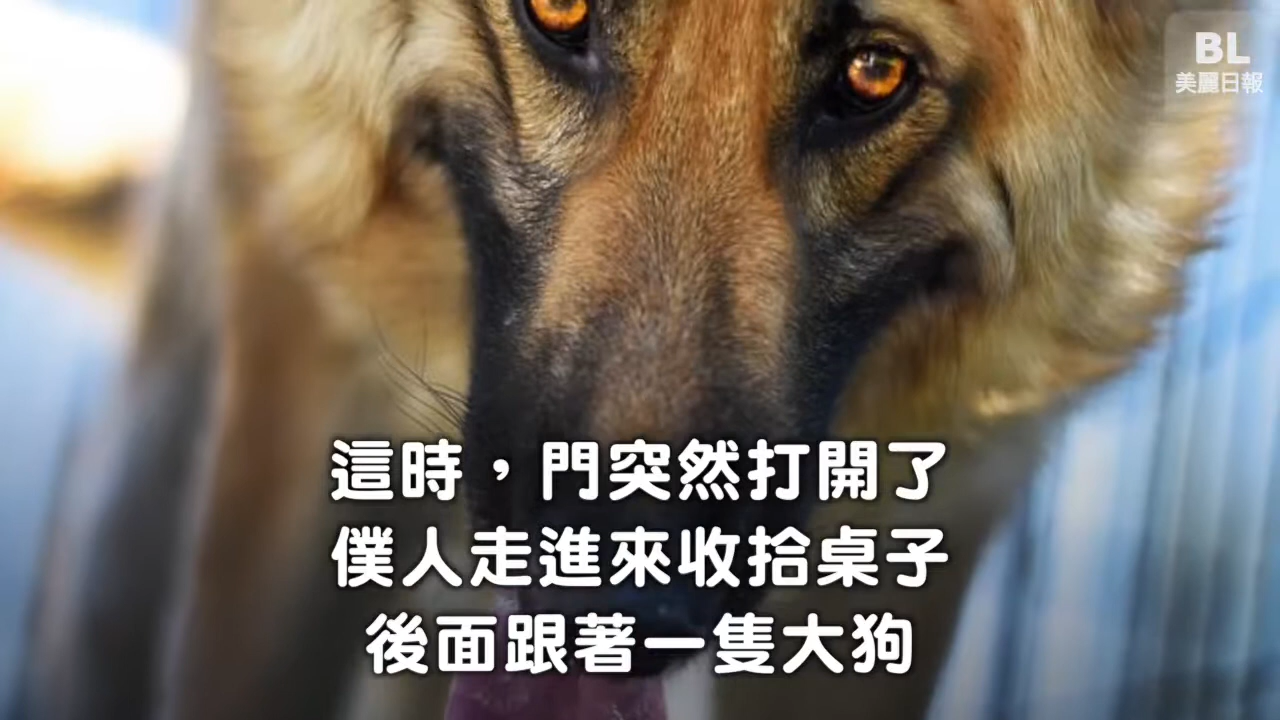 BL
美麗日報
這時，門突然打開了
僕人走進來收拾桌子
後面跟著一隻大狗